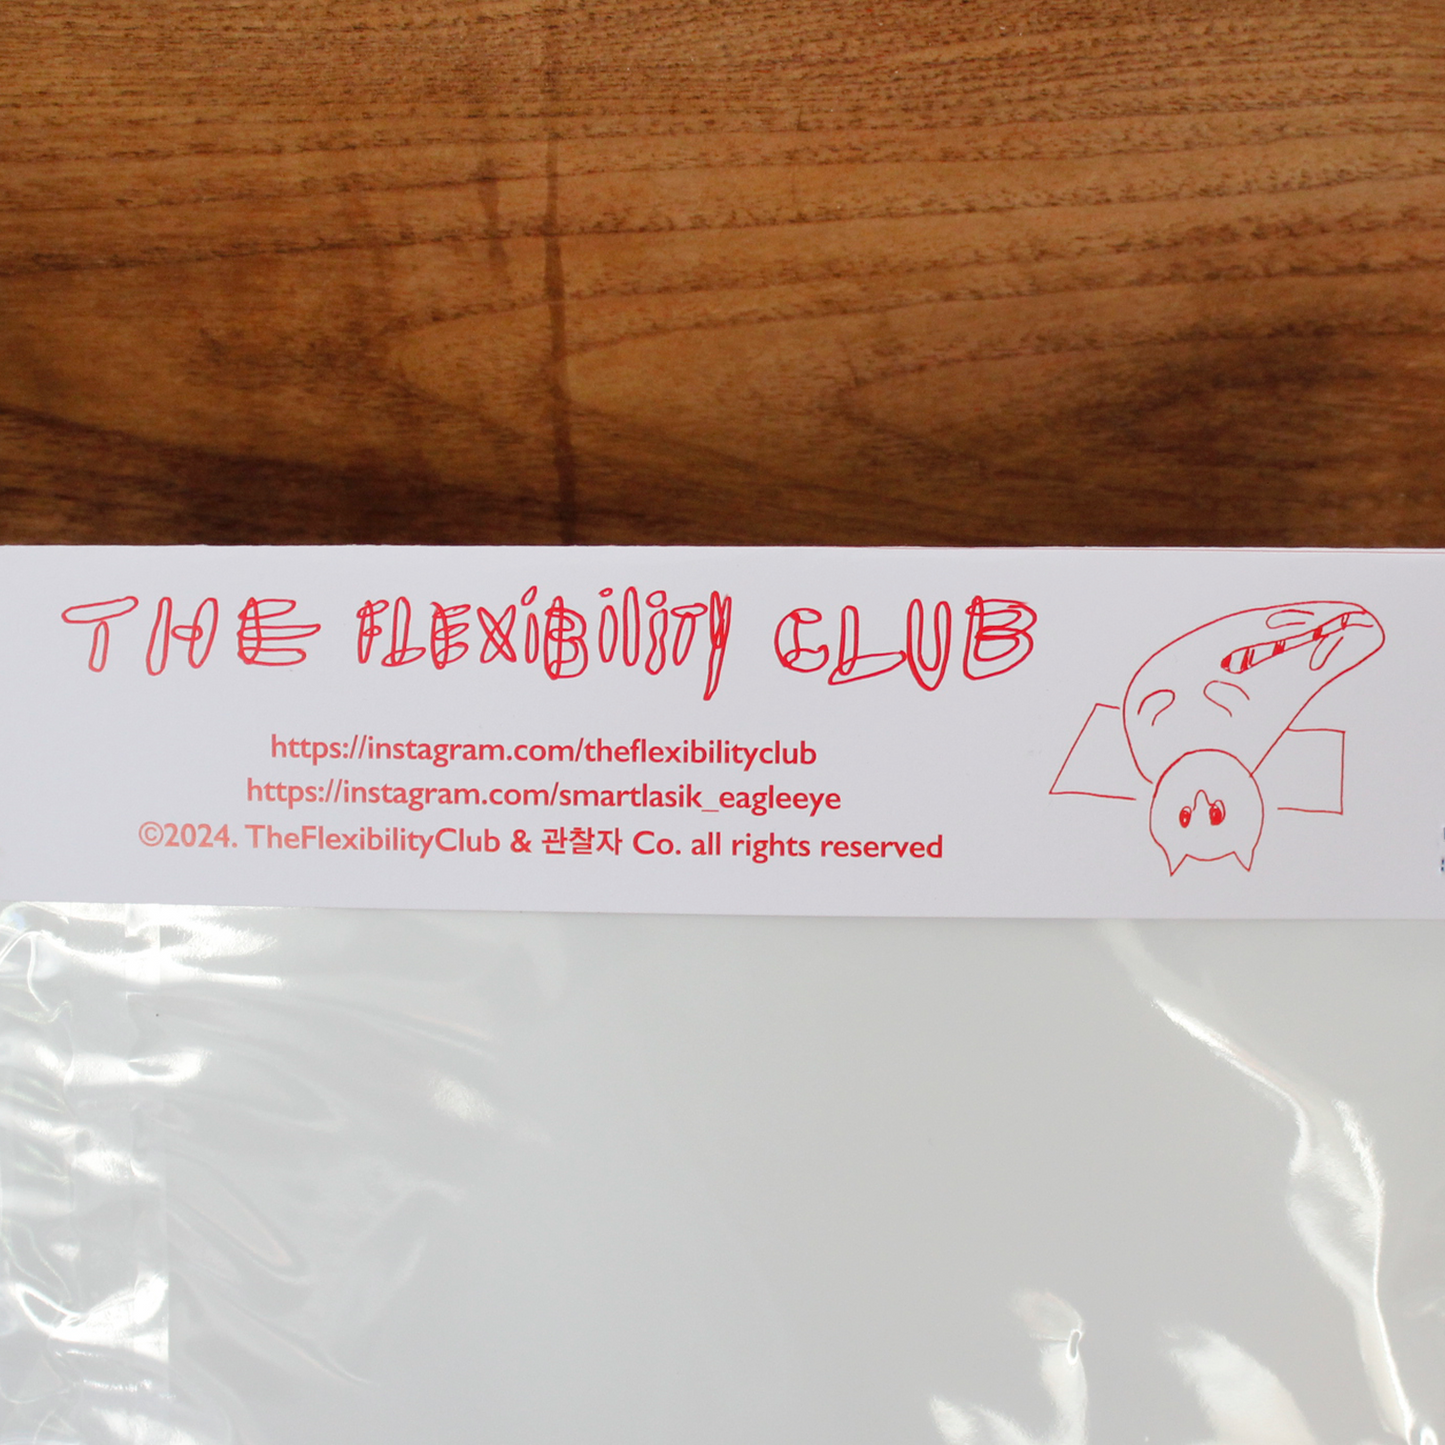 THE FLEXiBiliTY CLUB
https://instagram.com/theflexibilityclub
https://instagram.com/smartlasik_eagleeye
©2024. TheFlexibilityClub & 관찰자 Co. all rights reserved